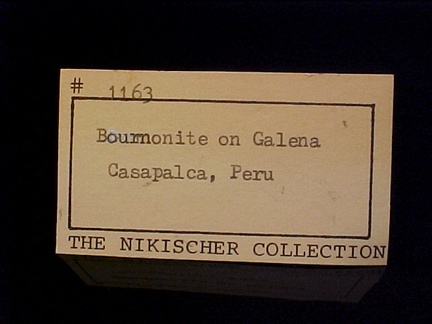 # 1163
Bournonite on Galena
Casapalca, Peru
THE NIKISCHER COLLECTION